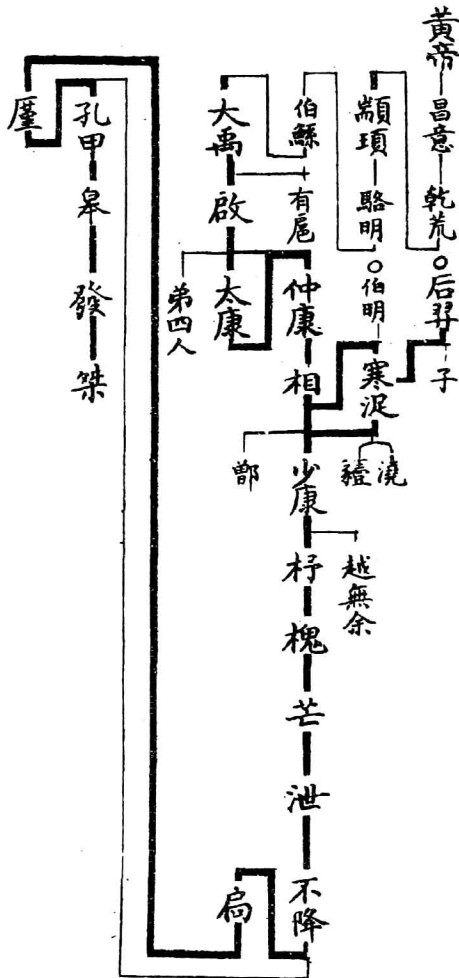 黃帝 昌意 乾荒 ○后羿 子
顓頊 駱明 ○伯明 寒浞 澆 豷
伯鯀 有扈 仲康 相 少康 杼 槐 芒 泄 不降
越無余
鄫
大禹 啟 太康
弟四人
扃
孔甲 皋 發 桀
廑